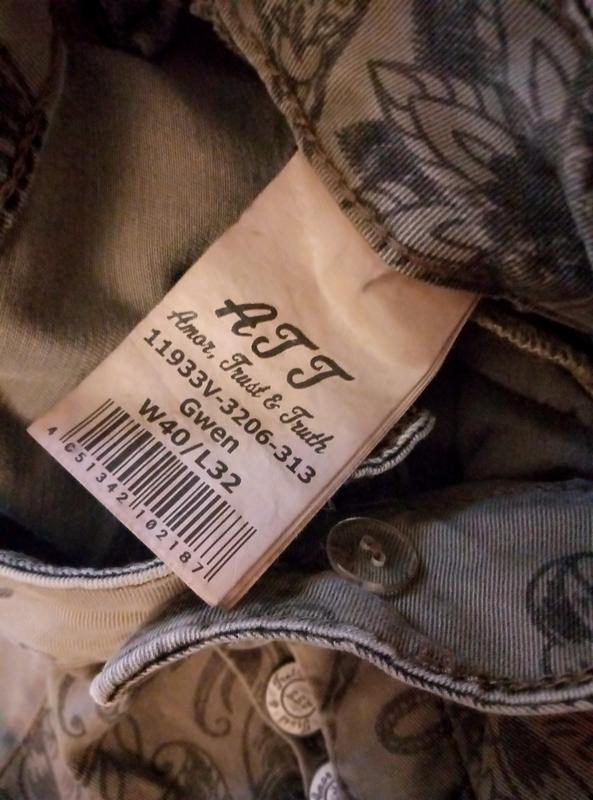 ATT
Amor, Trust & Truth
11933V-3206-313
Gwen
W40/L32
4 051342 102187